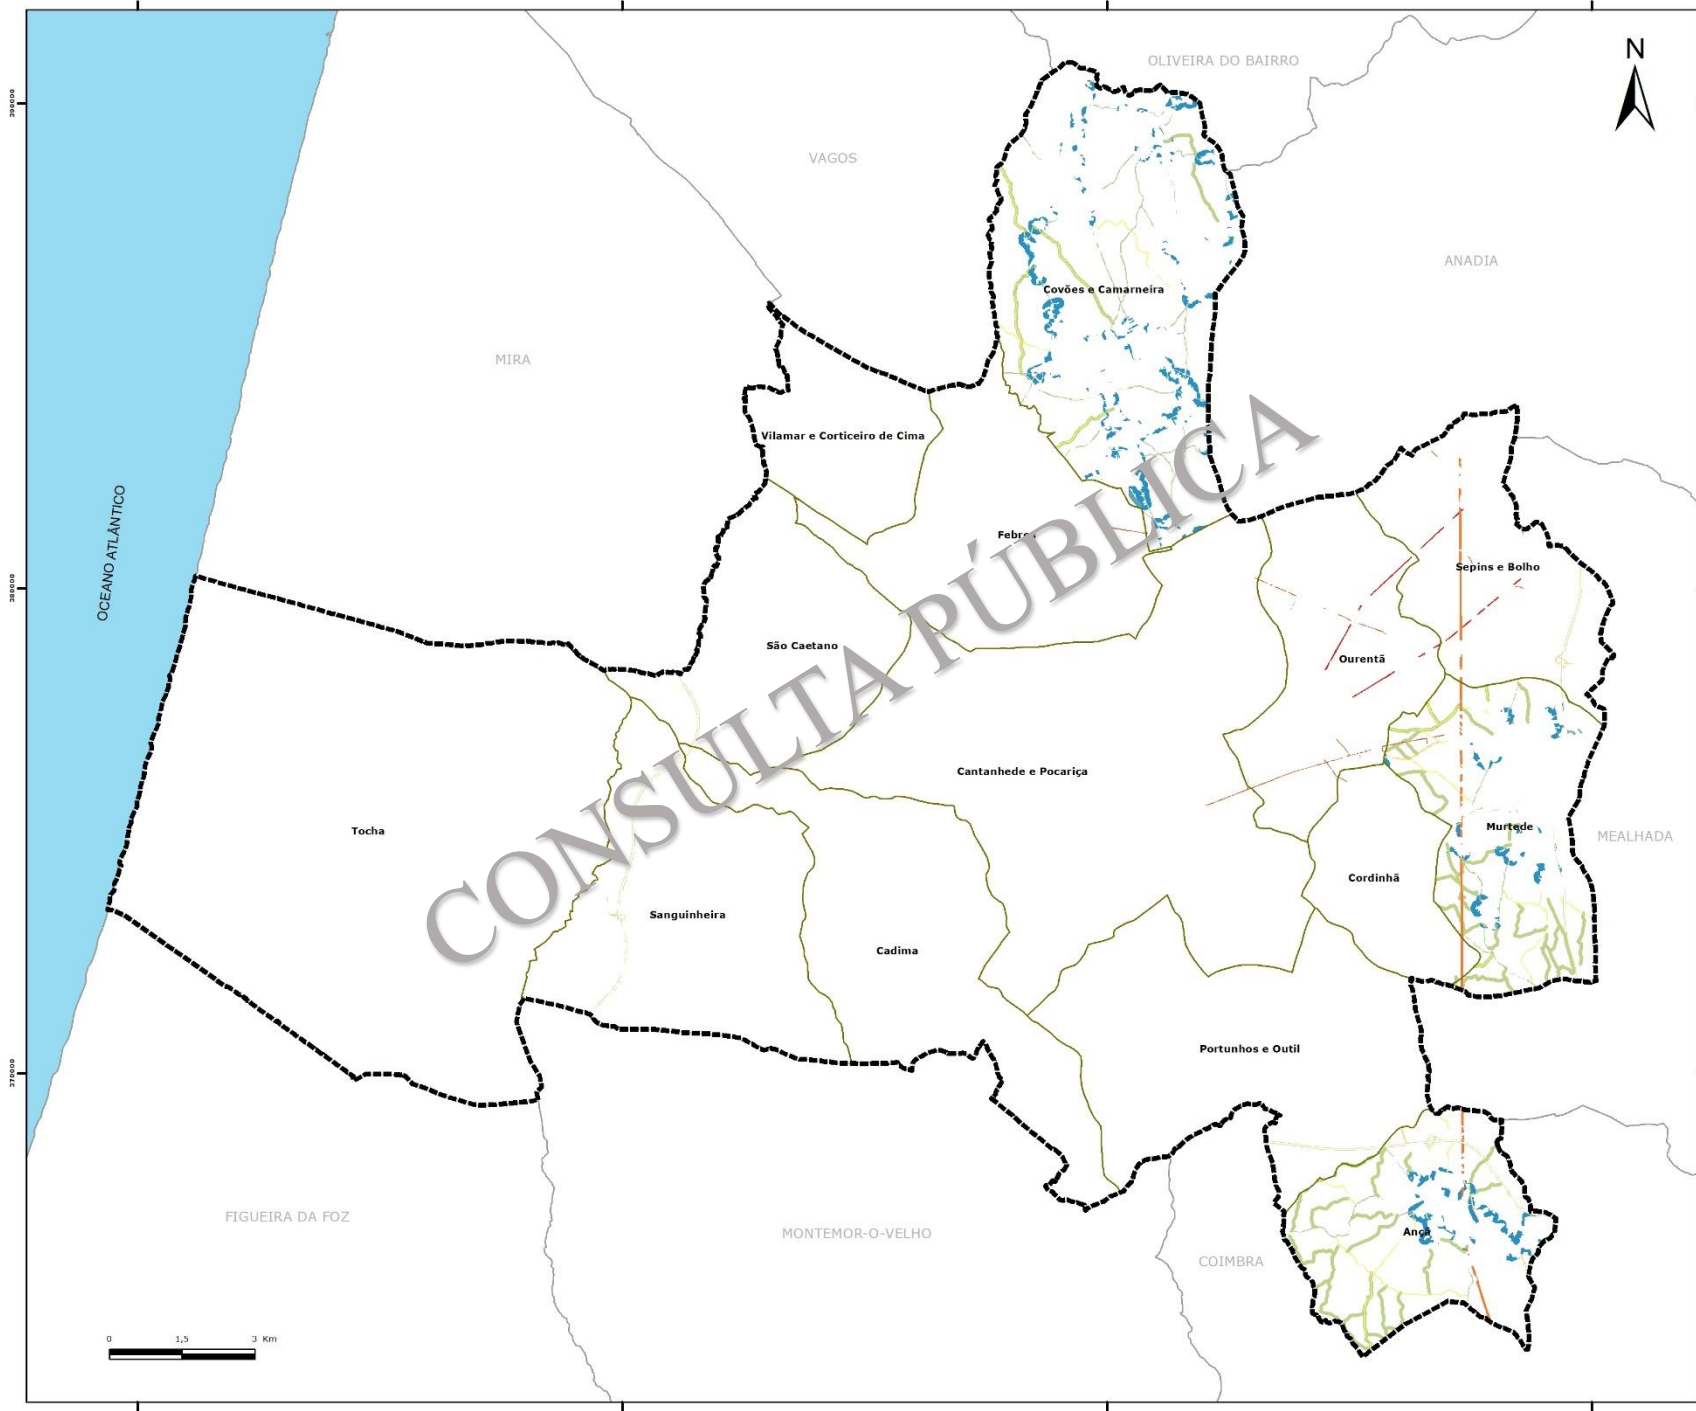 N
OLIVEIRA DO BAIRRO
VAGOS
ANADIA
Covões e Camarneira
MIRA
Vilamar e Corticeiro de Cima
OCEANO ATLÂNTICO
Sepins e Bolho
São Caetano
Ourentã
CONSULTA PÚBLICA
Cantanhede e Pocariça
Tocha
Murtede
MEALHADA
Cordinhã
Sanguinheira
Cadima
Portunhos e Outil
FIGUEIRA DA FOZ
MONTEMOR-O-VELHO
Ançã
COIMBRA
0 1,5 3 Km